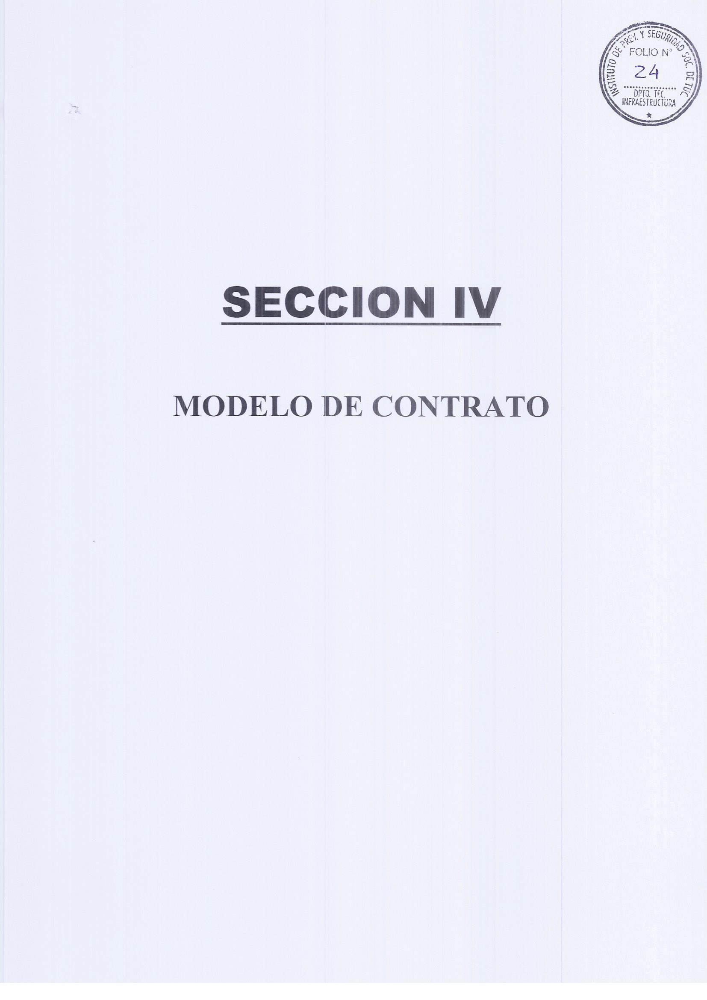 INSTITUTO DE PREV. Y SEGURIDAD SOC. DE TUC.
FOLIO N°
24
DPTO. TEC.
INFRAESTRUCTURA
SECCION IV
MODELO DE CONTRATO